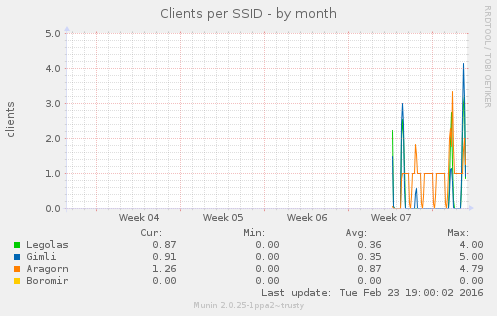 Clients per SSID - by month
RRDTOOL / TOBI OETIKER
clients
5.0
4.0
3.0
2.0
1.0
0.0
Week 04 Week 05 Week 06 Week 07
Cur: Min: Avg: Max:
Legolas 0.87 0.00 0.36 4.00
Gimli 0.91 0.00 0.35 5.00
Aragorn 1.26 0.00 0.87 4.79
Boromir 0.00 0.00 0.00 0.00
Last update: Tue Feb 23 19:00:02 2016
Munin 2.0.25-1ppa2~trusty